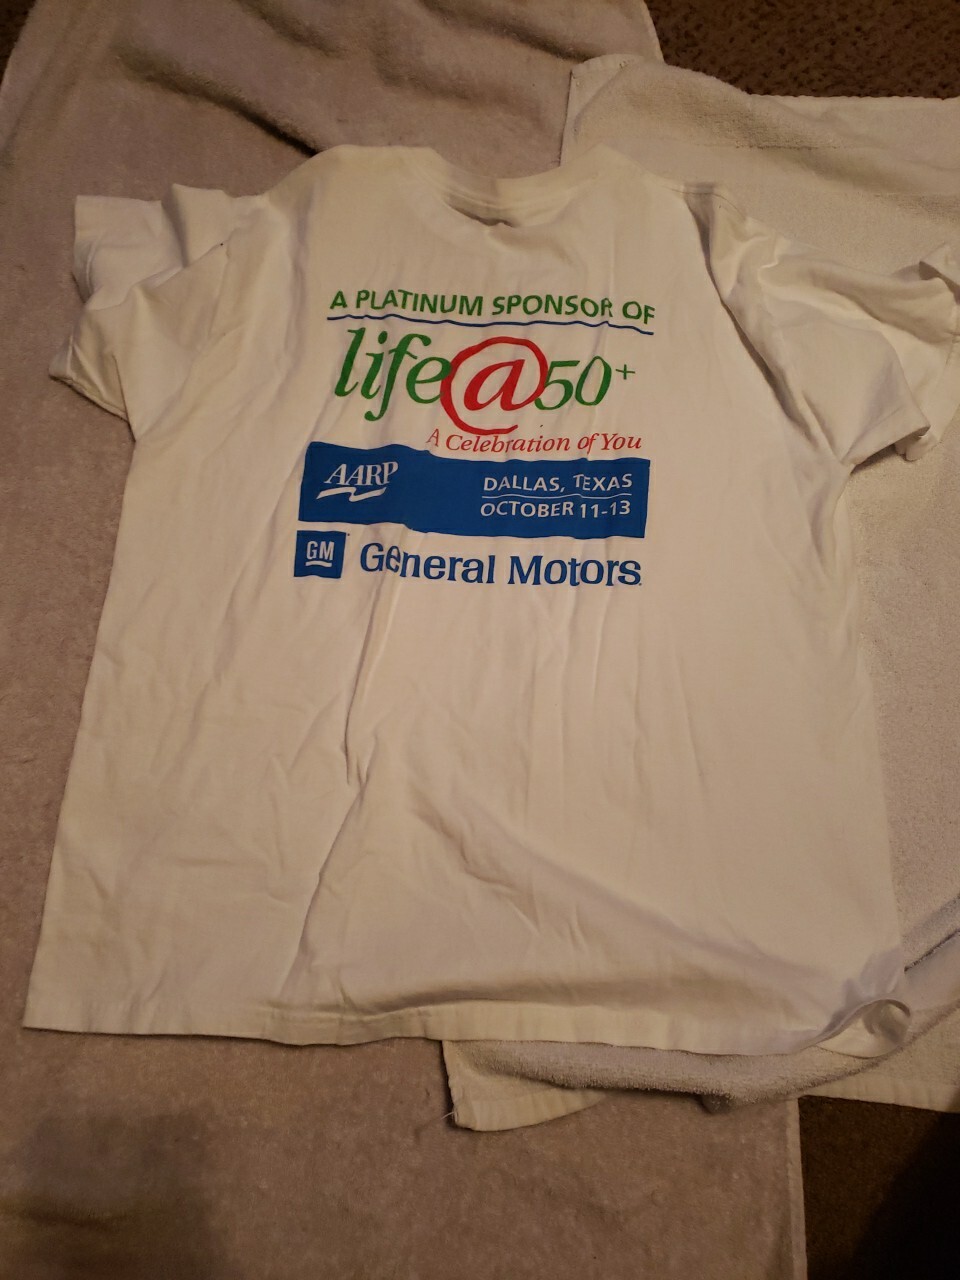 A PLATINUM SPONSOR OF
life@50+
A Celebration of You
AARP
DALLAS, TEXAS
OCTOBER 11-13
GM
General Motors